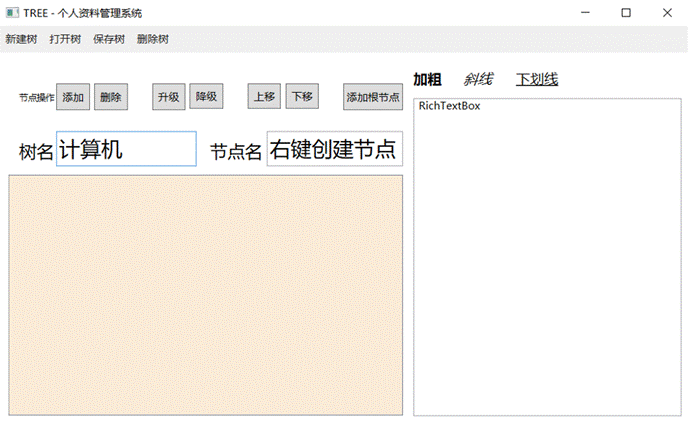 TREE - 个人资料管理系统
新建树 打开树 保存树 删除树
节点操作 添加 删除 升级 降级 上移 下移 添加根节点
加粗 斜线 下划线
树名 计算机 节点名 右键创建节点
RichTextBox